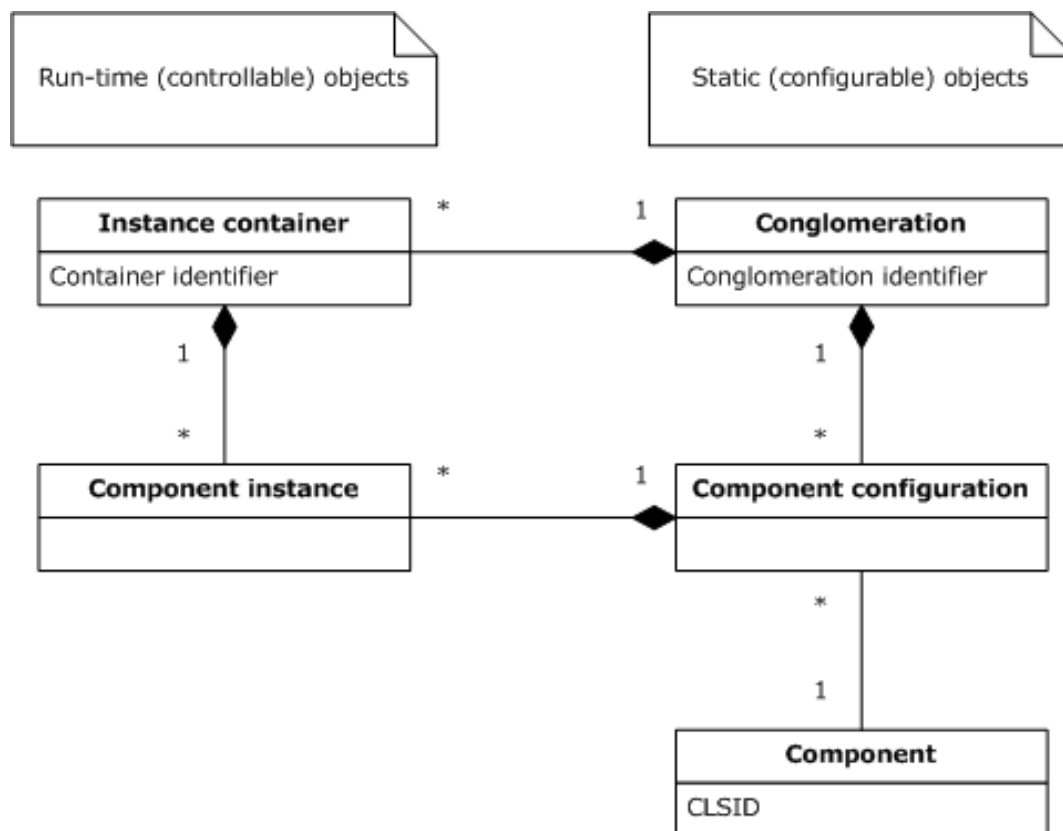 Run-time (controllable) objects
Static (configurable) objects
Instance container
*
1
Conglomeration
Container identifier
Conglomeration identifier
1
1
*
*
Component instance
*
1
Component configuration
*
1
Component
CLSID